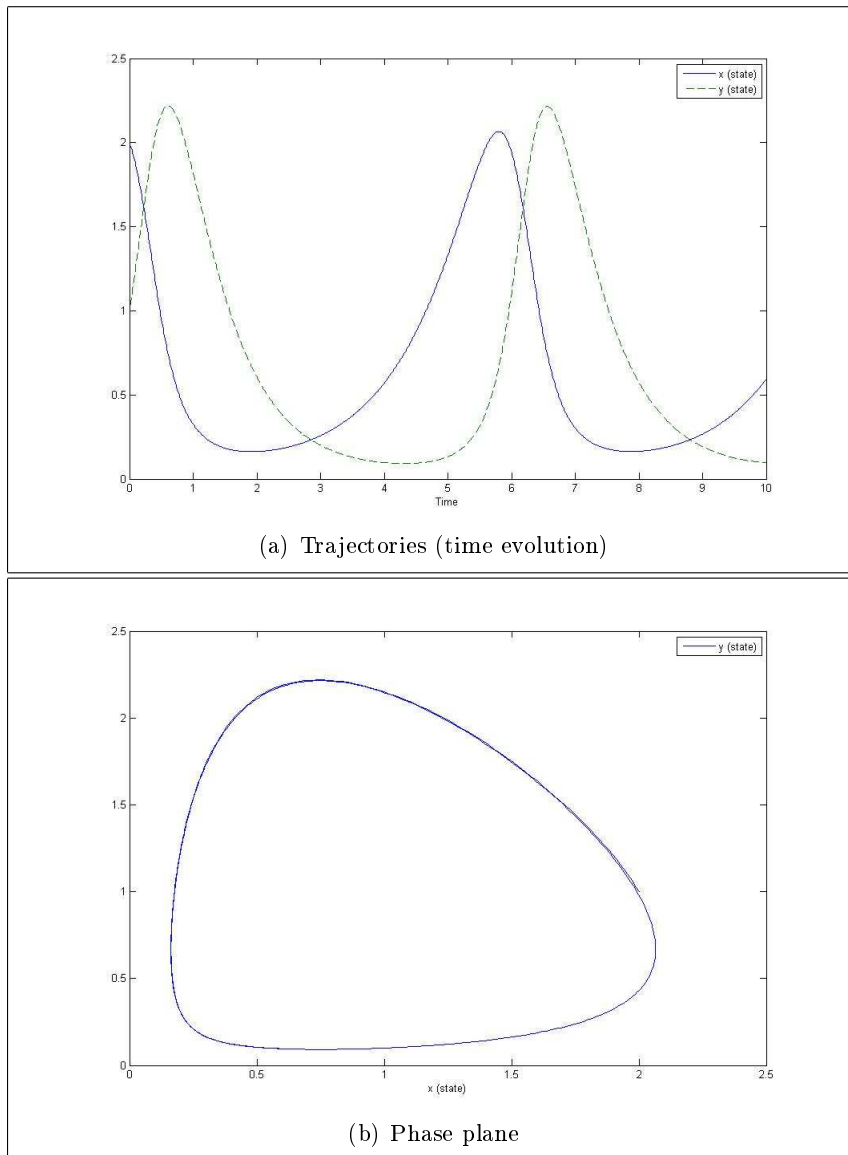 2.5
x (state)
y (state)
2
1.5
1
0.5
0
0 1 2 3 4 5 6 7 8 9 10
Time
(a) Trajectories (time evolution)
2.5
y (state)
2
1.5
1
0.5
0
0 0.5 1 1.5 2 2.5
x (state)
(b) Phase plane